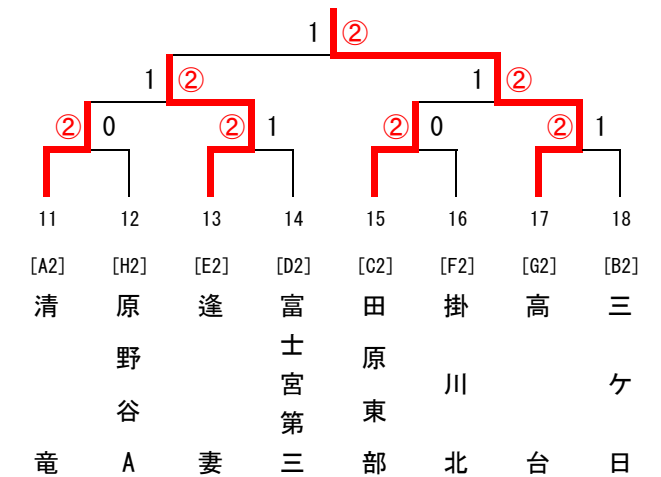 1 ②
1 ② 1 ②
② 0 ② 1 ② 0 ② 1
11 12 13 14 15 16 17 18
[A2] [H2] [E2] [D2] [C2] [F2] [G2] [B2]
清竜
原野谷A
逢妻
富士宮第三
田原東部
掛川北
高台
三ケ日